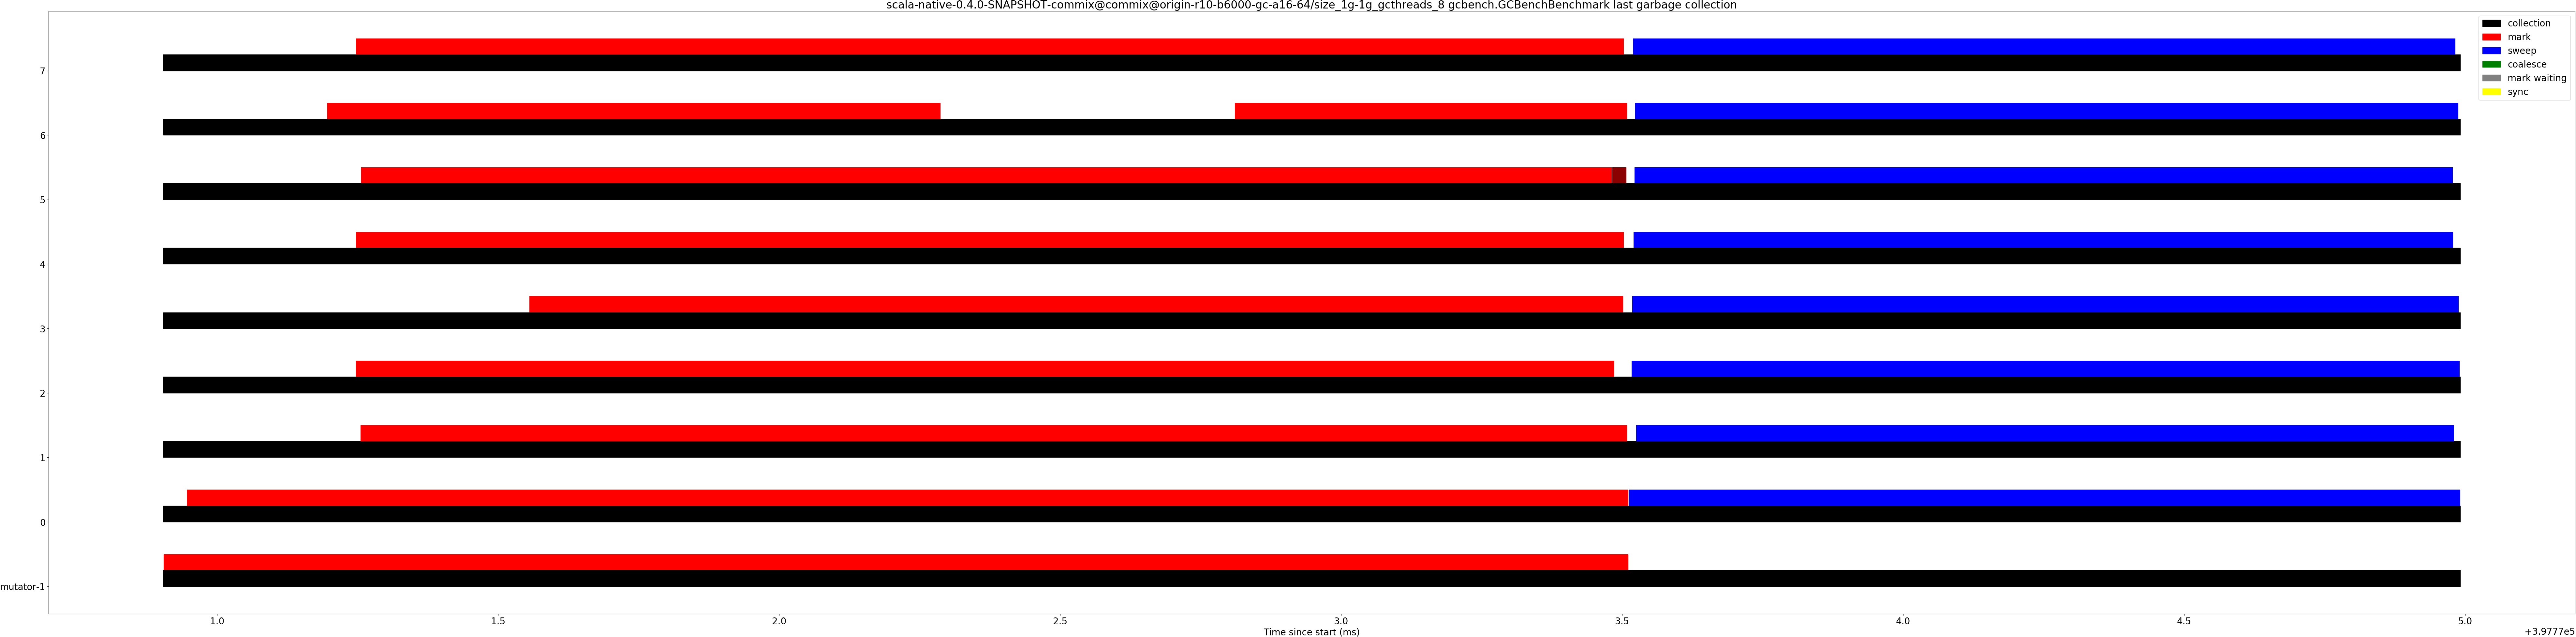 scala-native-0.4.0-SNAPSHOT-commix@commix@origin-r10-b6000-gc-a16-64/size_1g-1g_gcthreads_8 gcbench.GCBenchBenchmark last garbage collection
collection
mark
sweep
coalesce
mark waiting
sync
7
6
5
4
3
2
1
0
mutator-1
1.0 1.5 2.0 2.5 3.0 3.5 4.0 4.5 5.0
Time since start (ms)
+3.9777e5